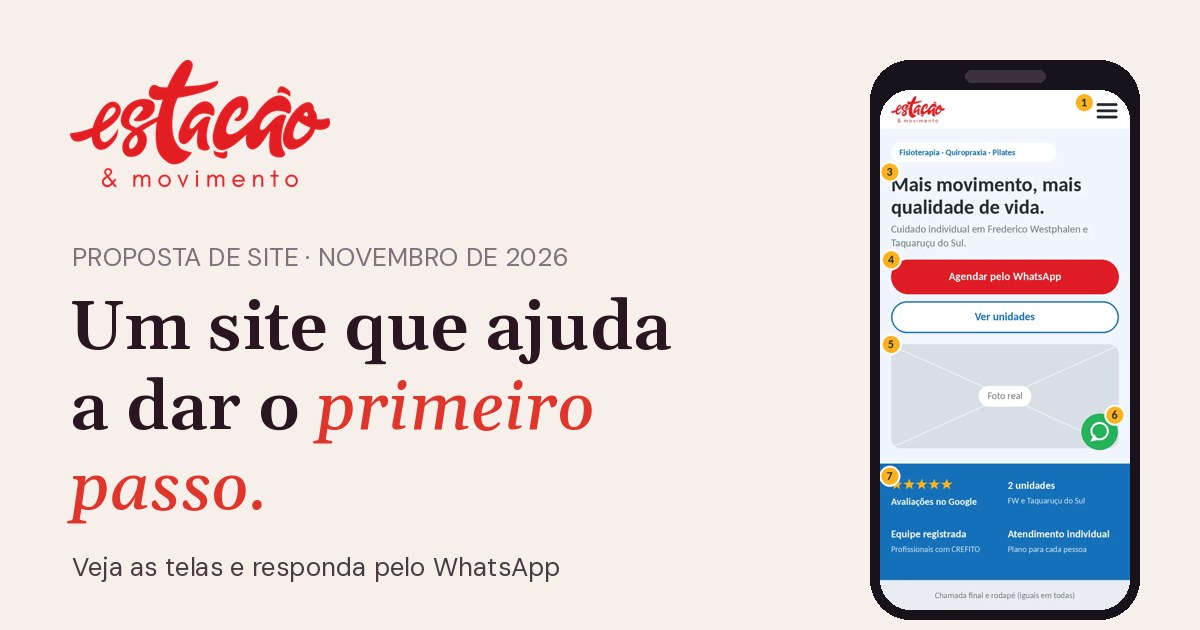 estação
& movimento
PROPOSTA DE SITE · NOVEMBRO DE 2026
Um site que ajuda
a dar o primeiro
passo.
Veja as telas e responda pelo WhatsApp
estação
& movimento
1
Fisioterapia · Quiropraxia · Pilates
3
Mais movimento, mais
qualidade de vida.
Cuidado individual em Frederico Westphalen e
Taquaruçu do Sul.
4
Agendar pelo WhatsApp
Ver unidades
5
Foto real
6
7
Avaliações no Google
2 unidades
FW e Taquaruçu do Sul
Equipe registrada
Profissionais com CREFITO
Atendimento individual
Plano para cada pessoa
Chamada final e rodapé (iguais em todas)